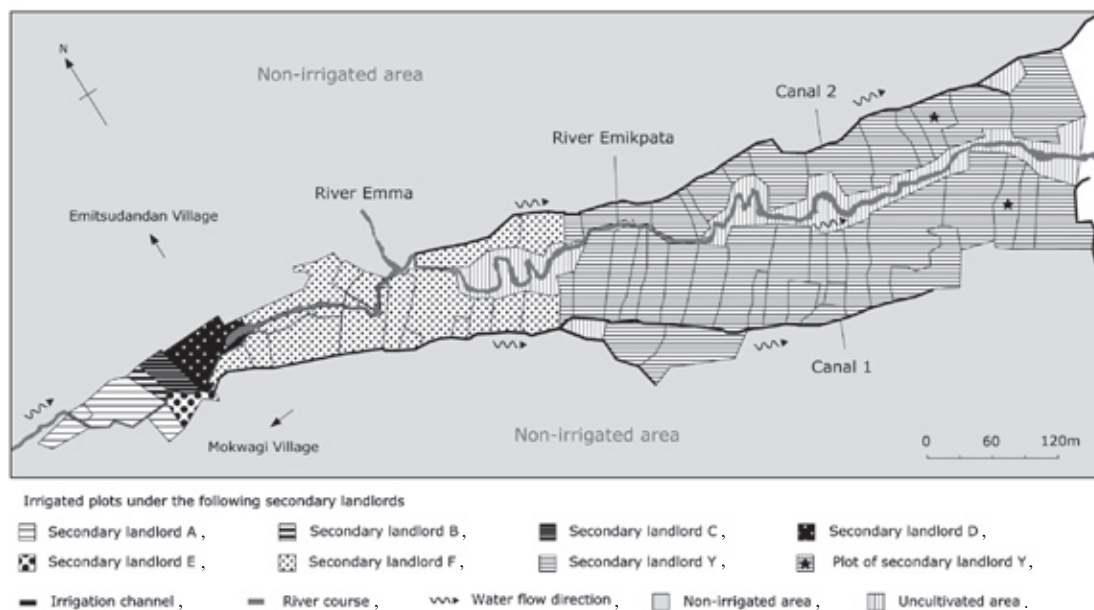 N
Non-irrigated area
Canal 2
River Emikpata
River Emma
Emitsudandan Village
Canal 1
Mokwagi Village
Non-irrigated area
0 60 120m
Irrigated plots under the following secondary landlords
Secondary landlord A, Secondary landlord B, Secondary landlord C, Secondary landlord D,
Secondary landlord E, Secondary landlord F, Secondary landlord Y, Plot of secondary landlord Y,
Irrigation channel, River course, Water flow direction, Non-irrigated area, Uncultivated area.